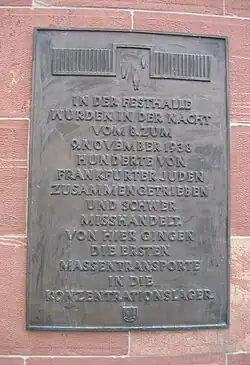 IN DER FESTHALLE
WURDEN IN DER NACHT
VOM 8. ZUM
9. NOVEMBER 1938
HUNDERTE VON
FRANKFURTER JUDEN
ZUSAMMENGETRIEBEN
UND SCHWER
MISSHANDELT.
VON HIER GINGEN
DIE ERSTEN
MASSENTRANSPORTE
IN DIE
KONZENTRATIONSLAGER.